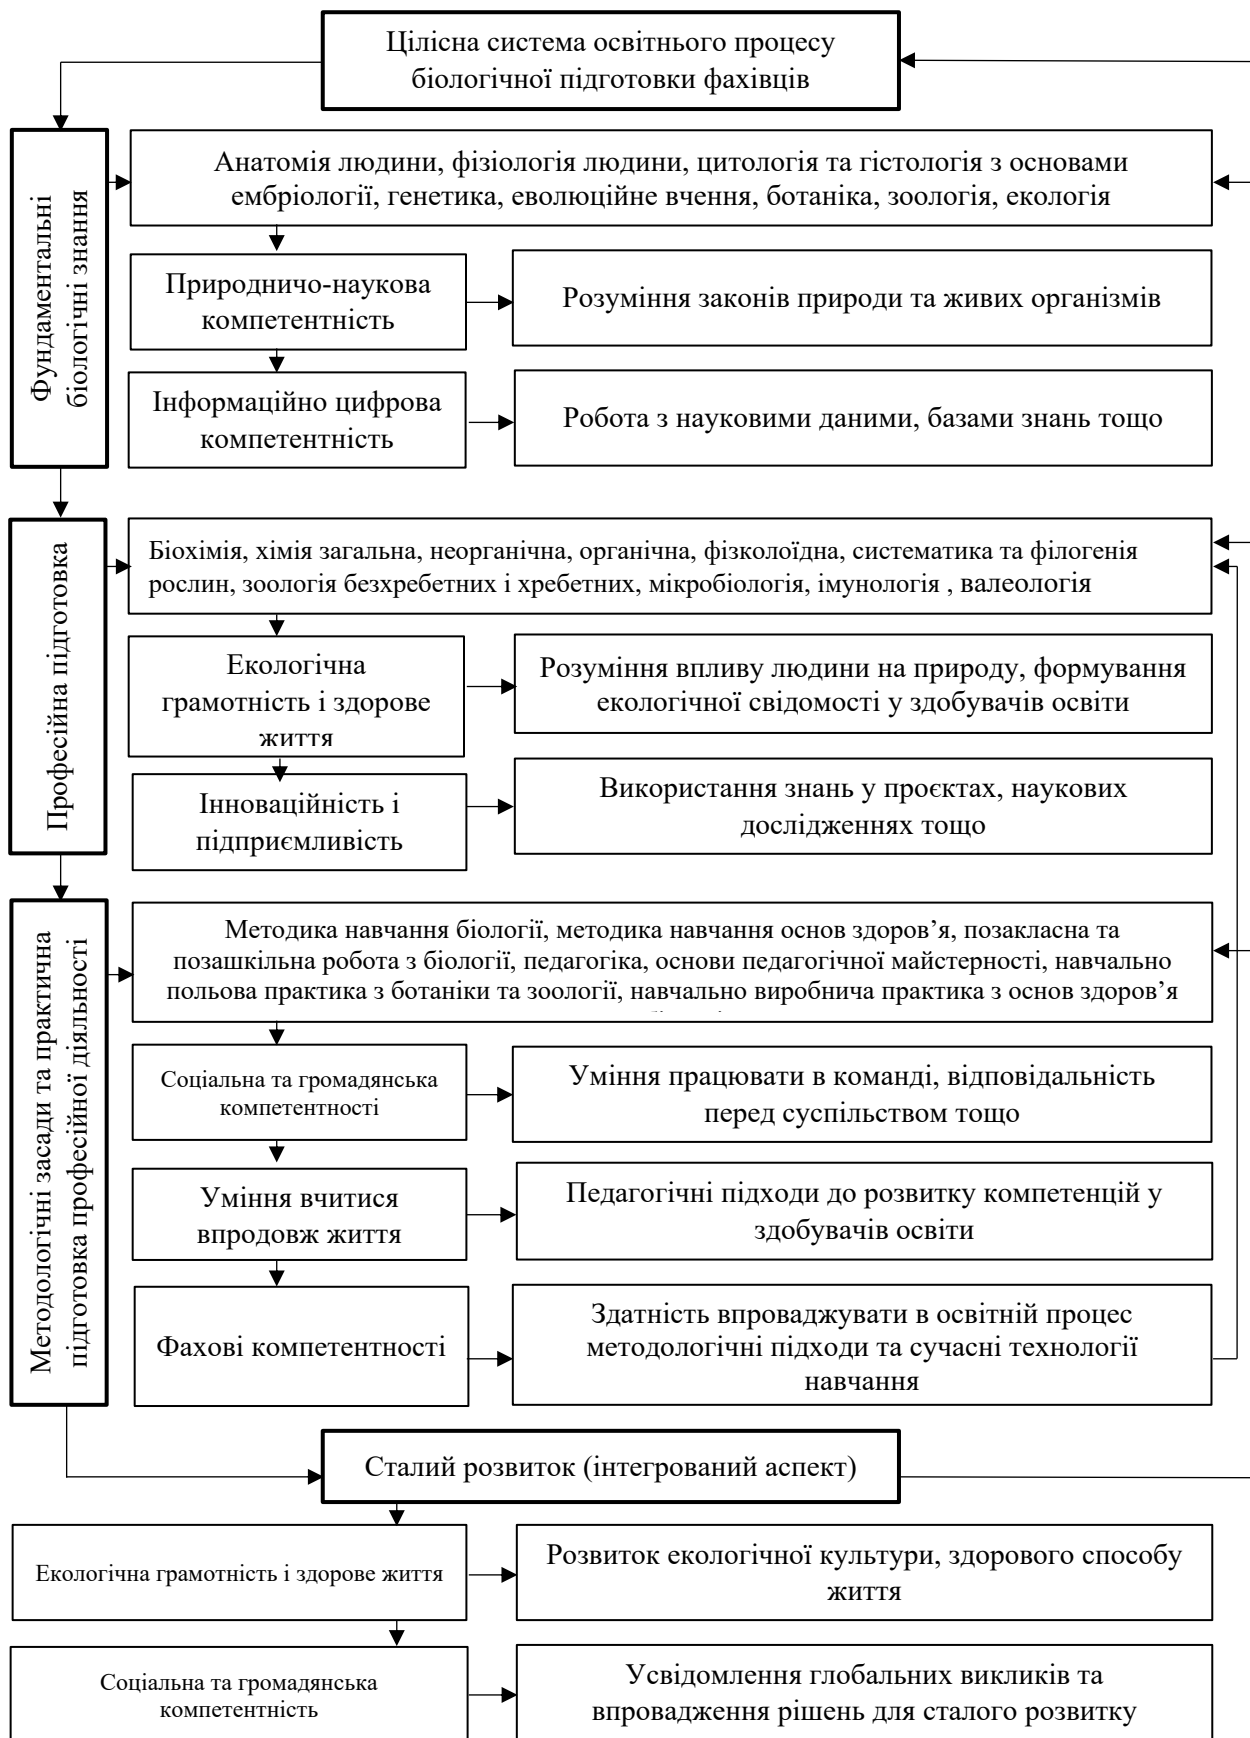 Цілісна система освітнього процесу
біологічної підготовки фахівців
Фундаментальні
біологічні знання
Анатомія людини, фізіологія людини, цитологія та гістологія з основами
ембріології, генетика, еволюційне вчення, ботаніка, зоологія, екологія
Природничо-наукова
компетентність
Розуміння законів природи та живих організмів
Інформаційно цифрова
компетентність
Робота з науковими даними, базами знань тощо
Професійна підготовка
Біохімія, хімія загальна, неорганічна, органічна, фізколоїдна, систематика та філогенія
рослин, зоологія безхребетних і хребетних, мікробіологія, імунологія , валеологія
Екологічна
грамотність і здорове
життя
Розуміння впливу людини на природу, формування
екологічної свідомості у здобувачів освіти
Інноваційність і
підприємливість
Використання знань у проєктах, наукових
дослідженнях тощо
Методологічні засади та практична
підготовка професійної діяльності
Методика навчання біології, методика навчання основ здоров’я, позакласна та
позашкільна робота з біології, педагогіка, основи педагогічної майстерності, навчально
польова практика з ботаніки та зоології, навчально виробнича практика з основ здоров’я
Соціальна та громадянська
компетентності
Уміння працювати в команді, відповідальність
перед суспільством тощо
Уміння вчитися
впродовж життя
Педагогічні підходи до розвитку компетенцій у
здобувачів освіти
Фахові компетентності
Здатність впроваджувати в освітній процес
методологічні підходи та сучасні технології
навчання
Сталий розвиток (інтегрований аспект)
Екологічна грамотність і здорове життя
Розвиток екологічної культури, здорового способу
життя
Соціальна та громадянська
компетентність
Усвідомлення глобальних викликів та
впровадження рішень для сталого розвитку